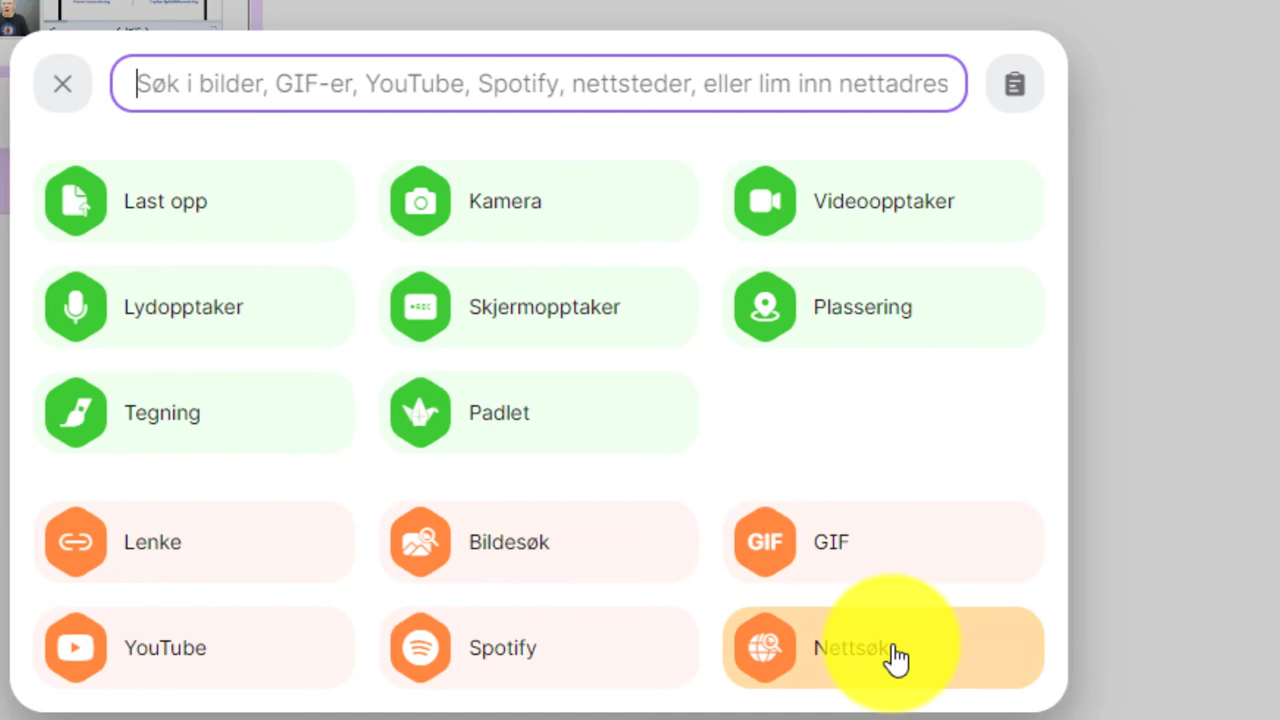 Søk i bilder, GIF-er, YouTube, Spotify, nettsteder, eller lim inn nettadres
Last opp
Kamera
Videoopptaker
Lydopptaker
Skjermopptaker
Plassering
Tegning
Padlet
Lenke
Bildesøk
GIF
GIF
YouTube
Spotify
Nettsøk